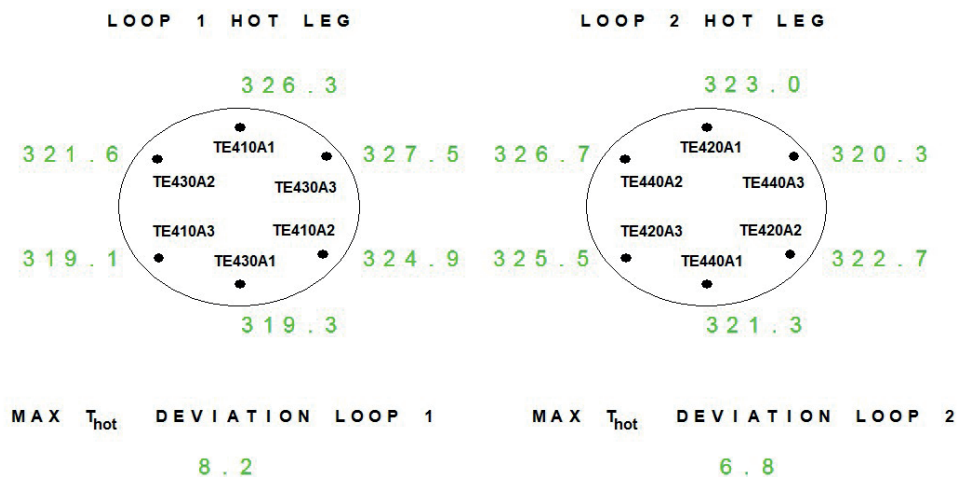 LOOP 1 HOT LEG LOOP 2 HOT LEG
326.3 323.0
321.6 TE410A1 327.5 326.7 TE420A1 320.3
TE430A2 TE430A3 TE440A2 TE440A3
TE410A3 TE410A2 TE420A3 TE420A2
319.1 TE430A1 324.9 325.5 TE440A1 322.7
319.3 321.3
MAX Thot DEVIATION LOOP 1 MAX Thot DEVIATION LOOP 2
8.2 6.8